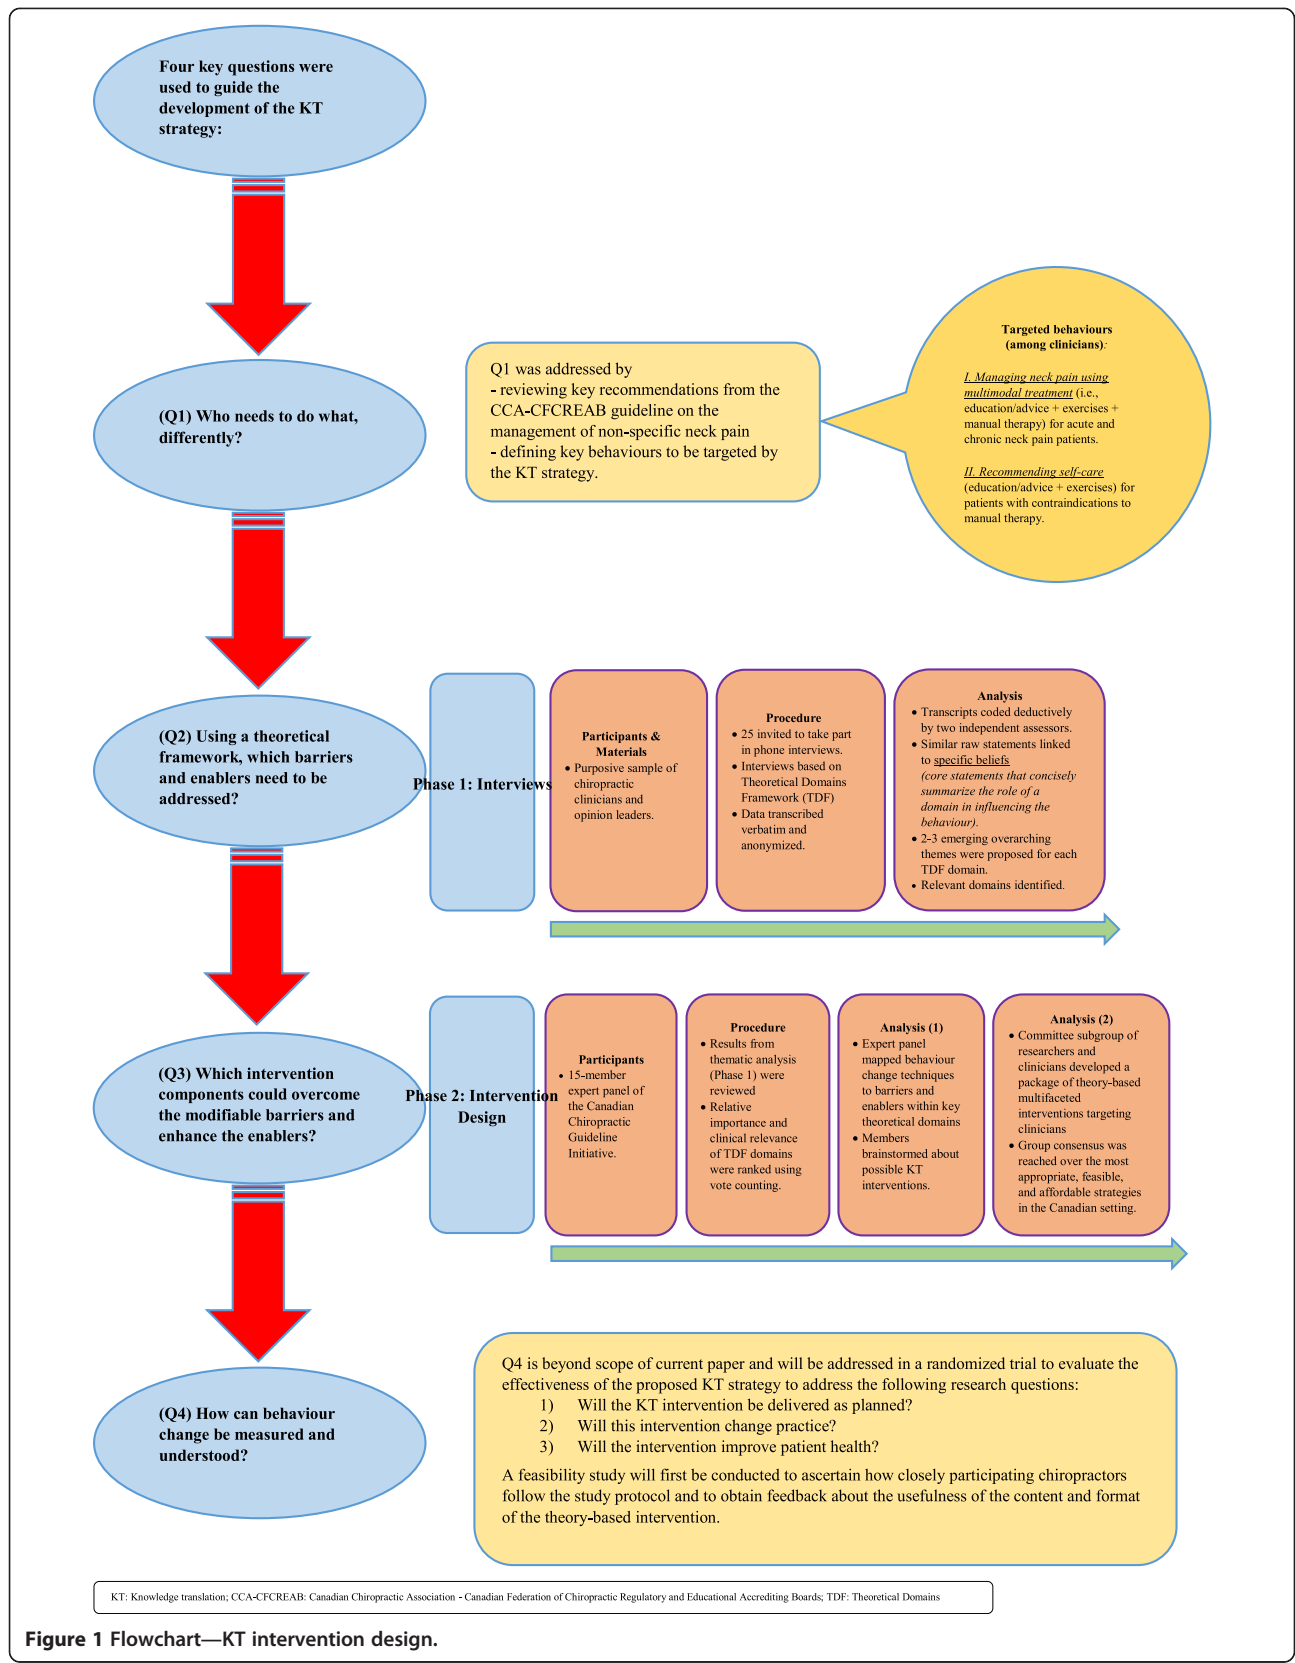 Four key questions were
used to guide the
development of the KT
strategy:
(Q1) Who needs to do what,
differently?
Q1 was addressed by
- reviewing key recommendations from the
CCA-CFCREAB guideline on the
management of non-specific neck pain
- defining key behaviours to be targeted by
the KT strategy.
Targeted behaviours
(among clinicians):
I. Managing neck pain using
multimodal treatment (i.e.,
education/advice + exercises +
manual therapy) for acute and
chronic neck pain patients.
II. Recommending self-care
(education/advice + exercises) for
patients with contraindications to
manual therapy.
(Q2) Using a theoretical
framework, which barriers
and enablers need to be
addressed?
Phase 1: Interviews
Participants &
Materials
• Purposive sample of
chiropractic
clinicians and
opinion leaders.
Procedure
• 25 invited to take part
in phone interviews.
• Interviews based on
Theoretical Domains
Framework (TDF)
• Data transcribed
verbatim and
anonymized.
Analysis
• Transcripts coded deductively
by two independent assessors.
• Similar raw statements linked
to specific beliefs
(core statements that concisely
summarize the role of a
domain in influencing the
behaviour).
• 2-3 emerging overarching
themes were proposed for each
TDF domain.
• Relevant domains identified.
(Q3) Which intervention
components could overcome
the modifiable barriers and
enhance the enablers?
Phase 2: Intervention
Design
Participants
• 15-member
expert panel of
the Canadian
Chiropractic
Guideline
Initiative.
Procedure
• Results from
thematic analysis
(Phase 1) were
reviewed
• Relative
importance and
clinical relevance
of TDF domains
were ranked using
vote counting.
Analysis (1)
• Expert panel
mapped behaviour
change techniques
to barriers and
enablers within key
theoretical domains
• Members
brainstormed about
possible KT
interventions.
Analysis (2)
• Committee subgroup of
researchers and
clinicians developed a
package of theory-based
multifaceted
interventions targeting
clinicians
• Group consensus was
reached over the most
appropriate, feasible,
and affordable strategies
in the Canadian setting.
(Q4) How can behaviour
change be measured and
understood?
Q4 is beyond scope of current paper and will be addressed in a randomized trial to evaluate the
effectiveness of the proposed KT strategy to address the following research questions:
1) Will the KT intervention be delivered as planned?
2) Will this intervention change practice?
3) Will the intervention improve patient health?
A feasibility study will first be conducted to ascertain how closely participating chiropractors
follow the study protocol and to obtain feedback about the usefulness of the content and format
of the theory-based intervention.
KT: Knowledge translation; CCA-CFCREAB: Canadian Chiropractic Association - Canadian Federation of Chiropractic Regulatory and Educational Accrediting Boards; TDF: Theoretical Domains
Figure 1 Flowchart—KT intervention design.